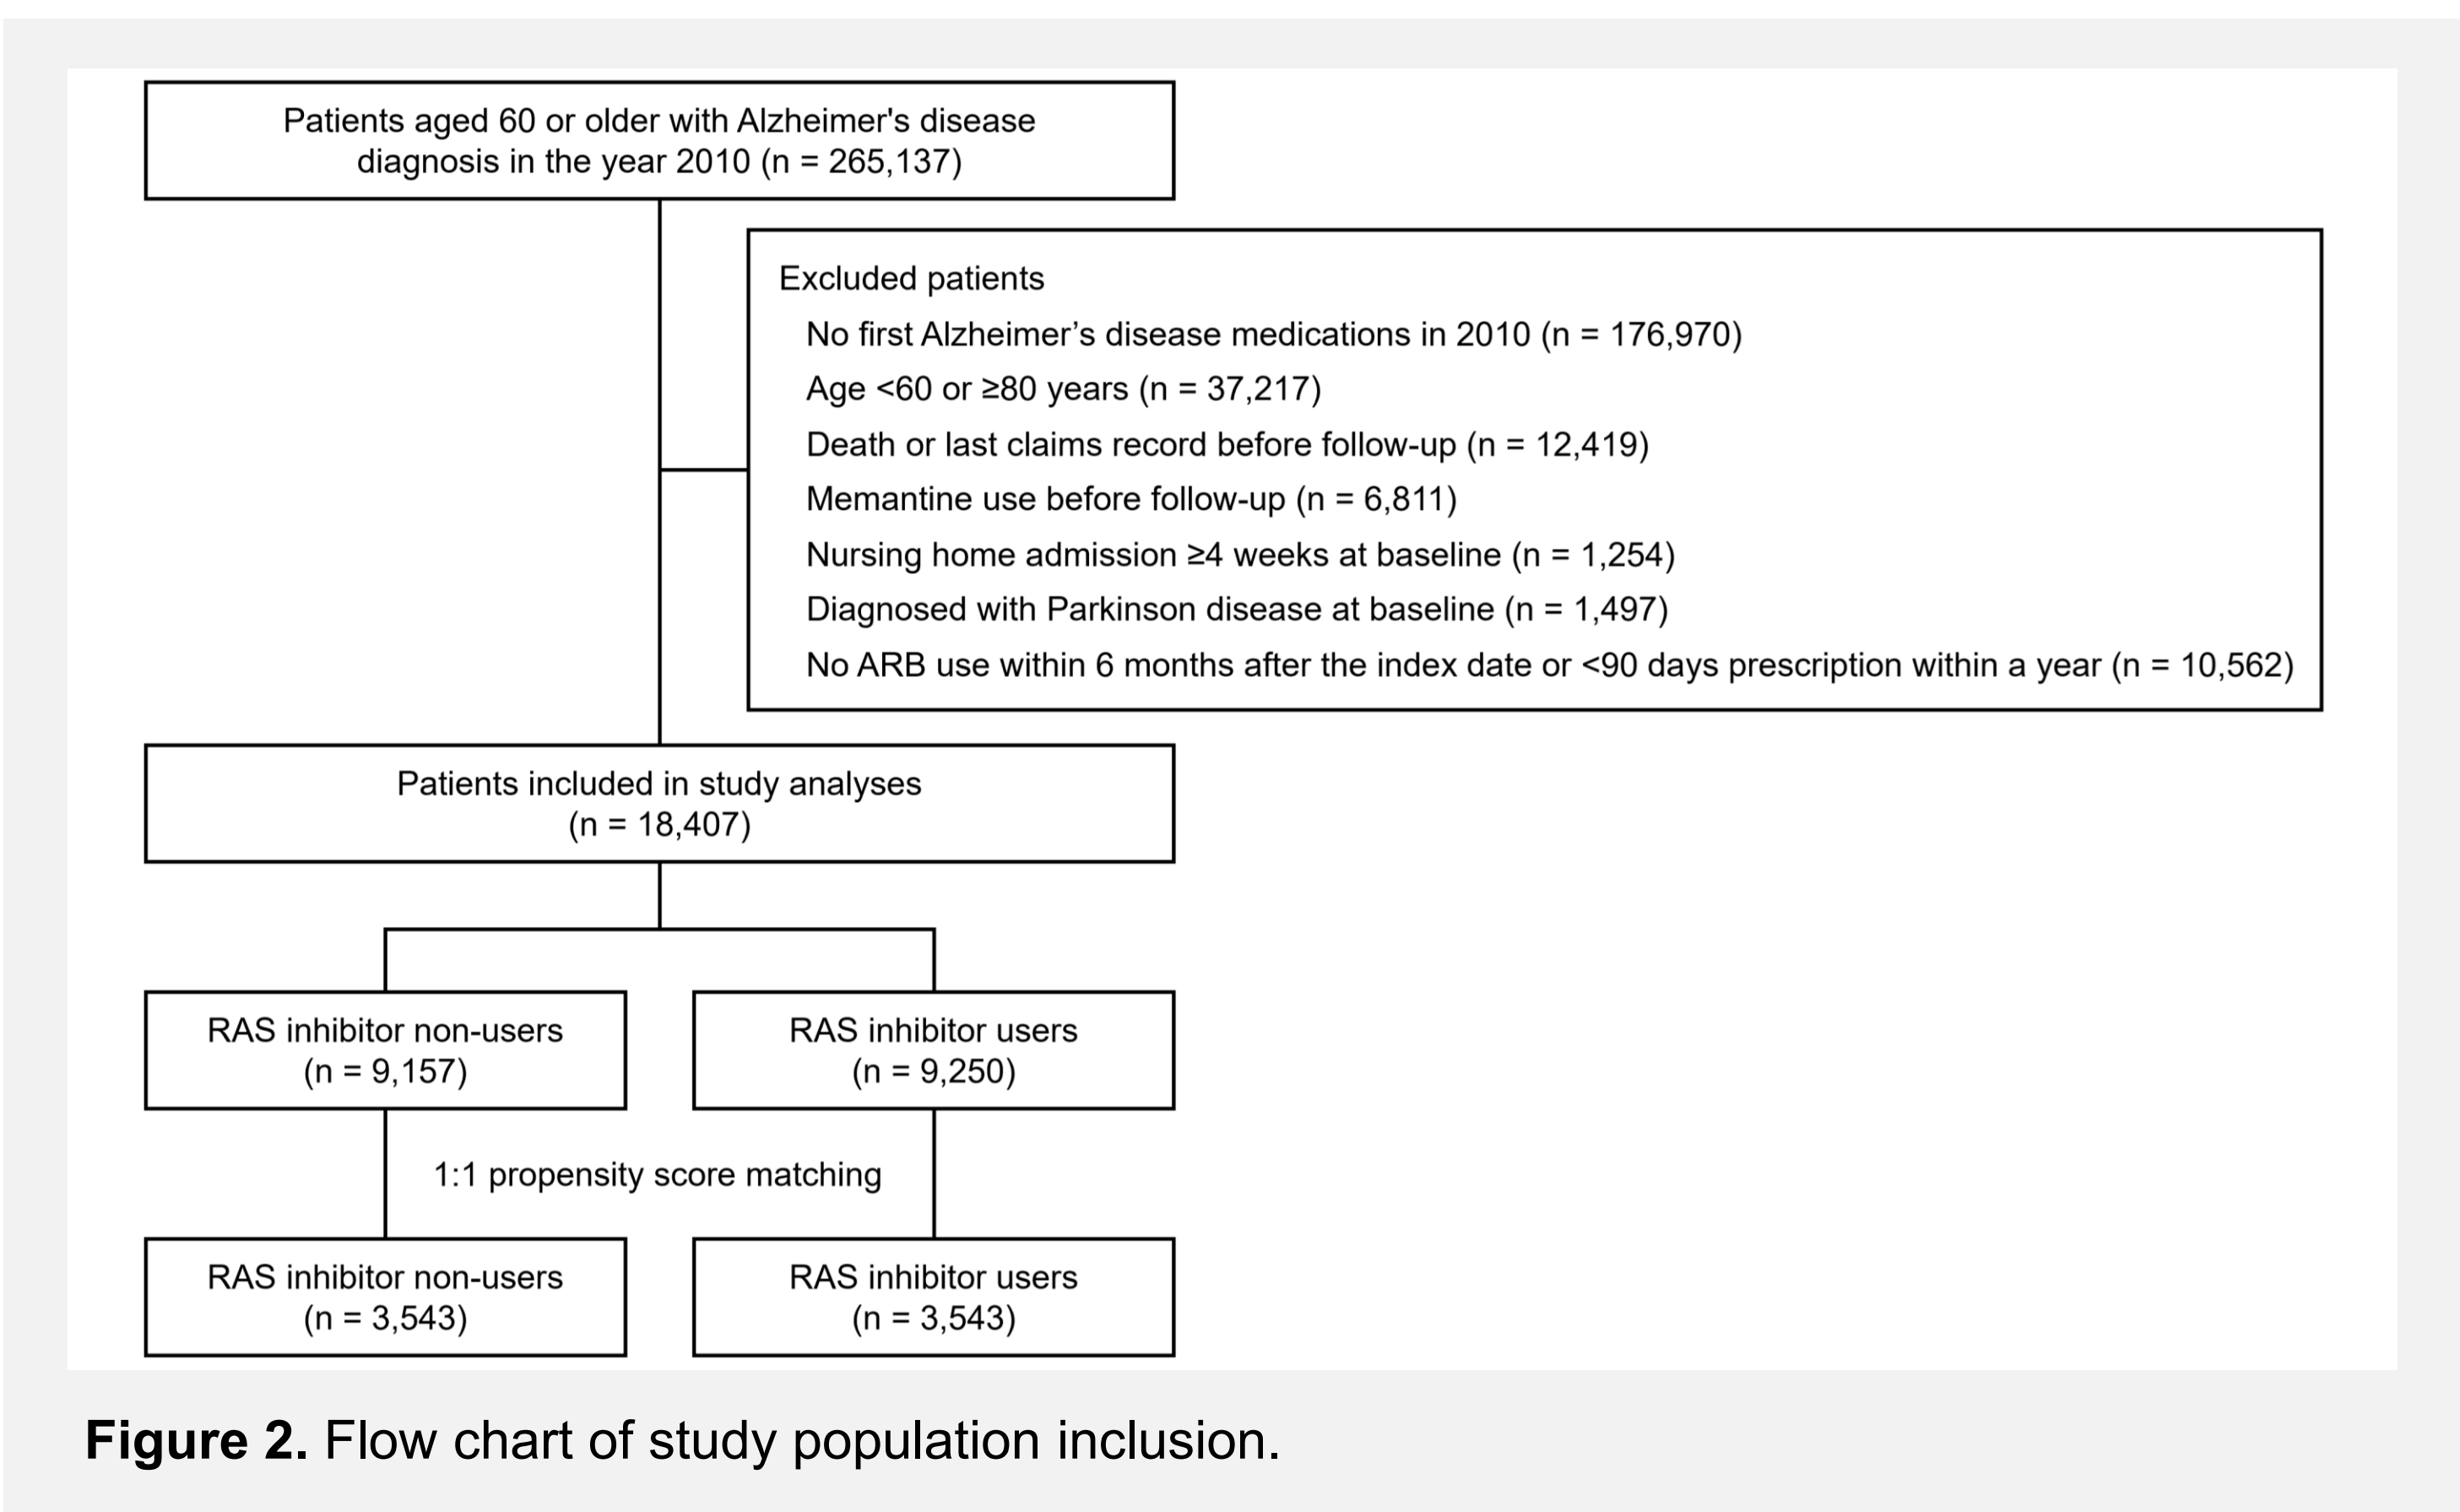 Patients aged 60 or older with Alzheimer's disease
diagnosis in the year 2010 (n = 265,137)
Excluded patients
No first Alzheimer’s disease medications in 2010 (n = 176,970)
Age <60 or ≥80 years (n = 37,217)
Death or last claims record before follow-up (n = 12,419)
Memantine use before follow-up (n = 6,811)
Nursing home admission ≥4 weeks at baseline (n = 1,254)
Diagnosed with Parkinson disease at baseline (n = 1,497)
No ARB use within 6 months after the index date or <90 days prescription within a year (n = 10,562)
Patients included in study analyses
(n = 18,407)
RAS inhibitor non-users
(n = 9,157)
RAS inhibitor users
(n = 9,250)
1:1 propensity score matching
RAS inhibitor non-users
(n = 3,543)
RAS inhibitor users
(n = 3,543)
Figure 2. Flow chart of study population inclusion.